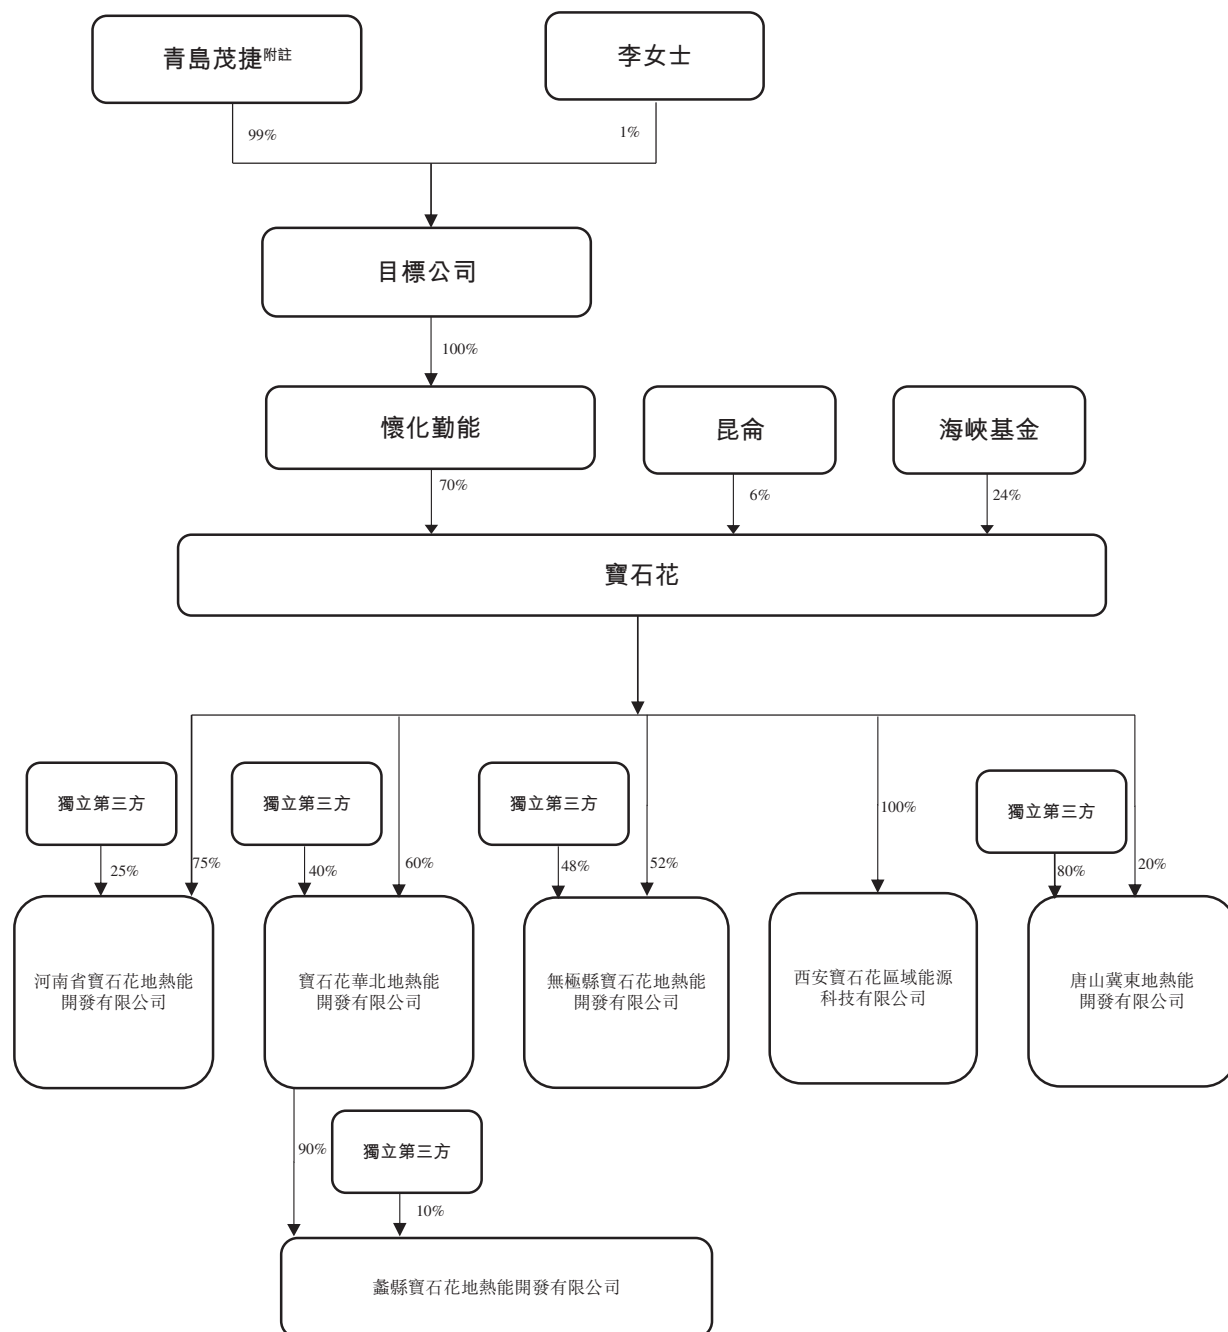 青島茂捷附註
李女士
99%
1%
目標公司
100%
懷化勤能
昆侖
海峽基金
70%
6%
24%
寶石花
獨立第三方
獨立第三方
獨立第三方
100%
獨立第三方
25%
75%
40%
60%
48%
52%
80%
20%
河南省寶石花地熱能
開發有限公司
寶石花華北地熱能
開發有限公司
無極縣寶石花地熱能
開發有限公司
西安寶石花區域能源
科技有限公司
唐山冀東地熱能
開發有限公司
90%
獨立第三方
10%
蠡縣寶石花地熱能開發有限公司